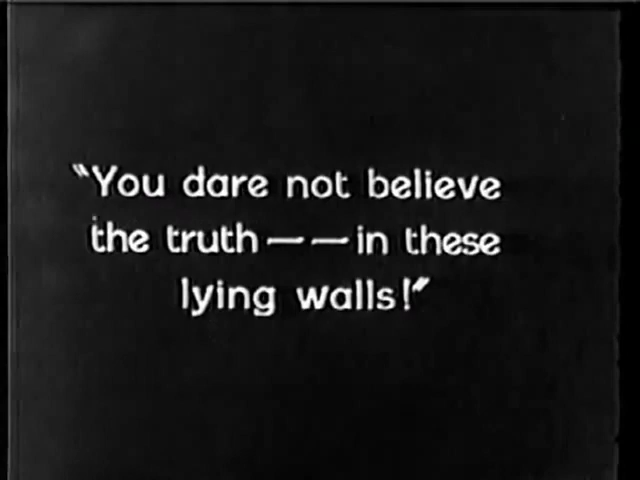 "You dare not believe
the truth — — in these
lying walls!"